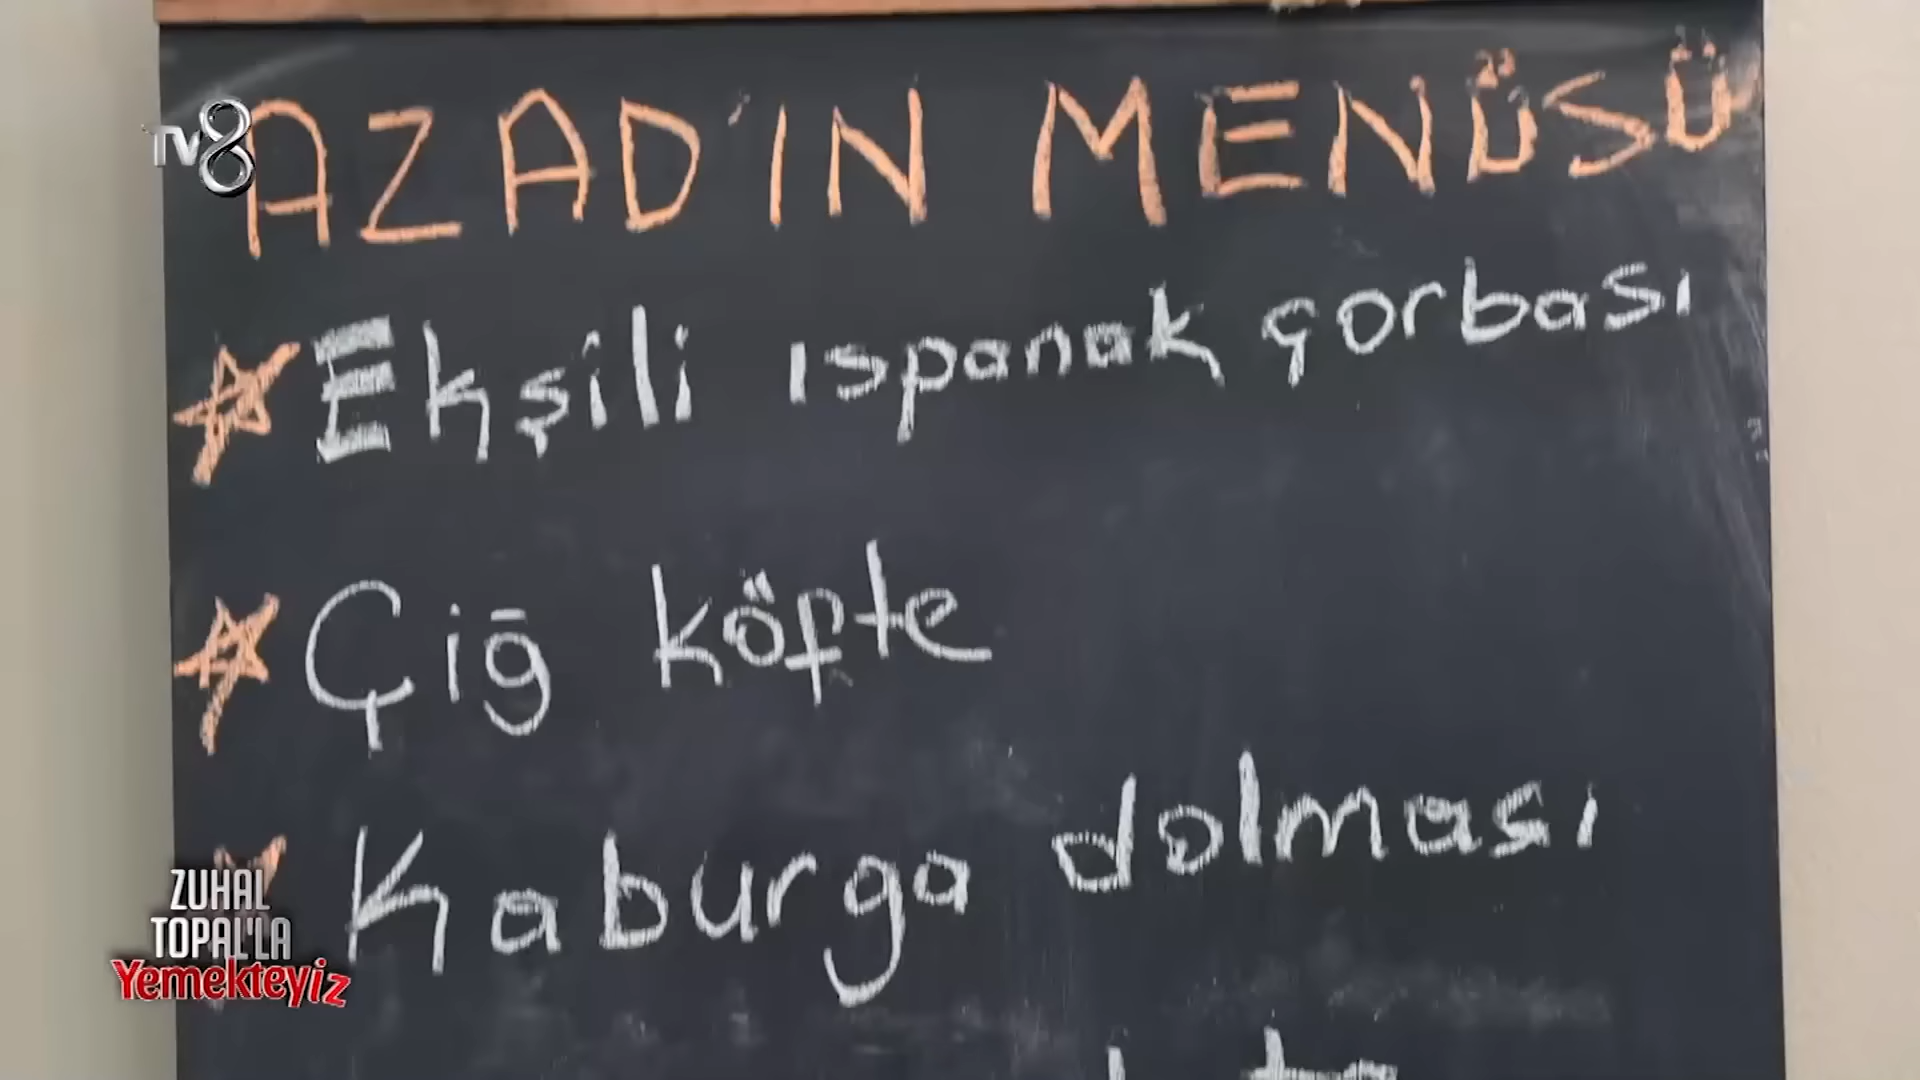 TV8
AZAD'IN MENÜSÜ
Ekşili ıspanak çorbası
Çiğ köfte
Kaburga dolması
ZUHAL
TOPAL'LA
Yemekteyiz